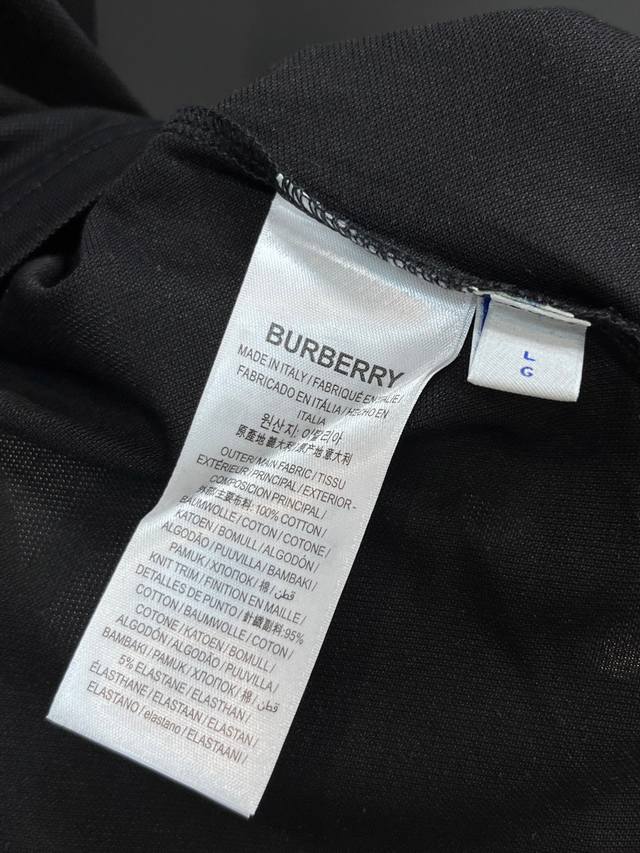 BURBERRY
MADE IN ITALY / FABRIQUÉ EN ITALIE /
FABRICADO EN ITÁLIA / HECHO EN
ITALIA
원산지: 이탈리아
原產地 義大利 / 原产地 意大利
OUTER / MAIN FABRIC / TISSU
EXTÉRIEUR / PRINCIPAL / EXTERIOR -
COMPOSICION PRINCIPAL /
外部 / 主要布料: 100% COTTON /
BAUMWOLLE / COTON / COTONE /
KATOEN / BOMULL / ALGODÓN /
ALGODÃO / PUUVILLA / BAMBAKI /
PAMUK / ХЛОПОК / 棉 / قطن /
KNIT TRIM / FINITION EN MAILLE /
DETALLES DE PUNTO / 針織副料: 95%
COTTON / BAUMWOLLE / COTON /
COTONE / KATOEN / BOMULL /
ALGODÓN / ALGODÃO / PUUVILLA /
BAMBAKI / PAMUK / ХЛОПОК / 棉 / قطن /
5% ELASTANE / ELASTHAN /
ÉLASTHANE / ELASTAAN / ELASTAN /
ELASTANO / elastano / ELASTAANI /
L
G